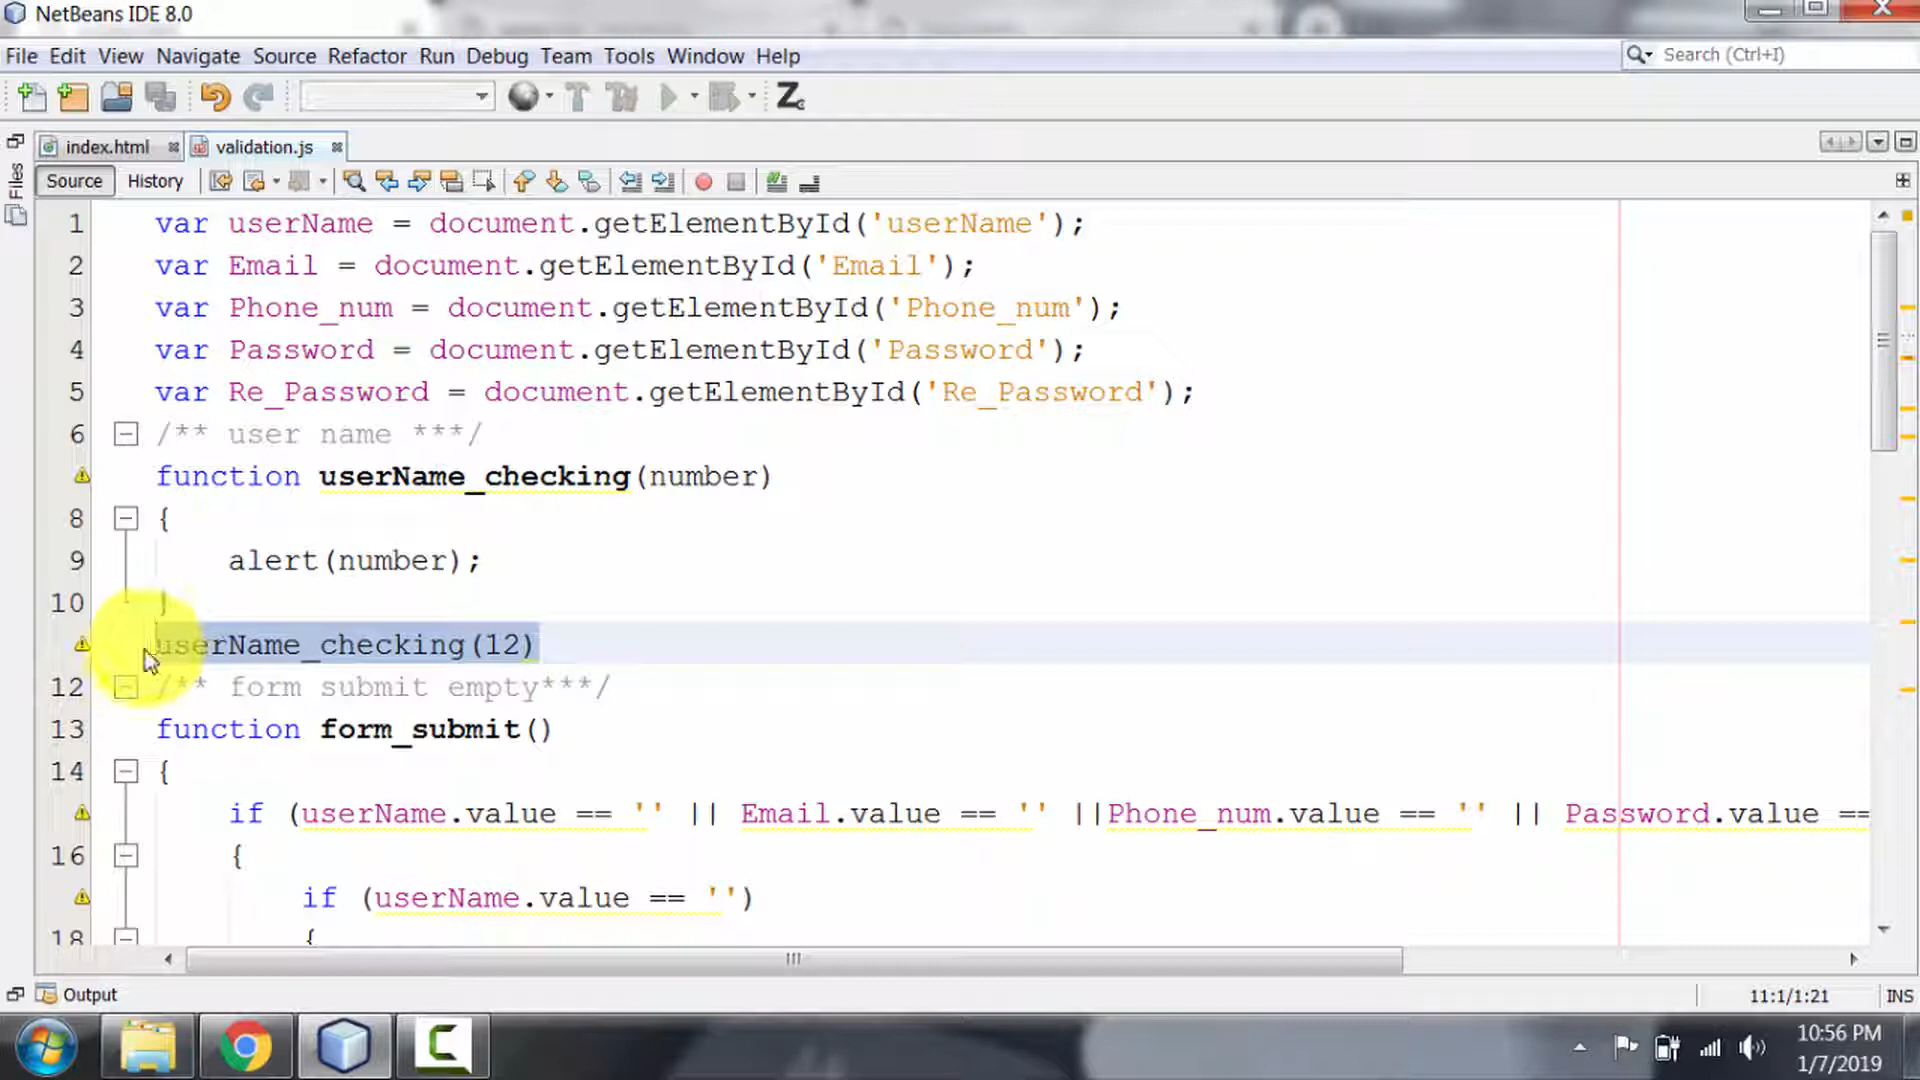 NetBeans IDE 8.0
File Edit View Navigate Source Refactor Run Debug Team Tools Window Help
Search (Ctrl+I)
index.html validation.js
Files
Source History
1 var userName = document.getElementById('userName');
2 var Email = document.getElementById('Email');
3 var Phone_num = document.getElementById('Phone_num');
4 var Password = document.getElementById('Password');
5 var Re_Password = document.getElementById('Re_Password');
6 /** user name ***/
function userName_checking(number)
8 {
9 alert(number);
10 }
userName_checking(12)
12 /** form submit empty***/
13 function form_submit()
14 {
if (userName.value == '' || Email.value == '' ||Phone_num.value == '' || Password.value ==
16 {
if (userName.value == '')
18 {
Output
11:1/1:21 INS
10:56 PM
1/7/2019